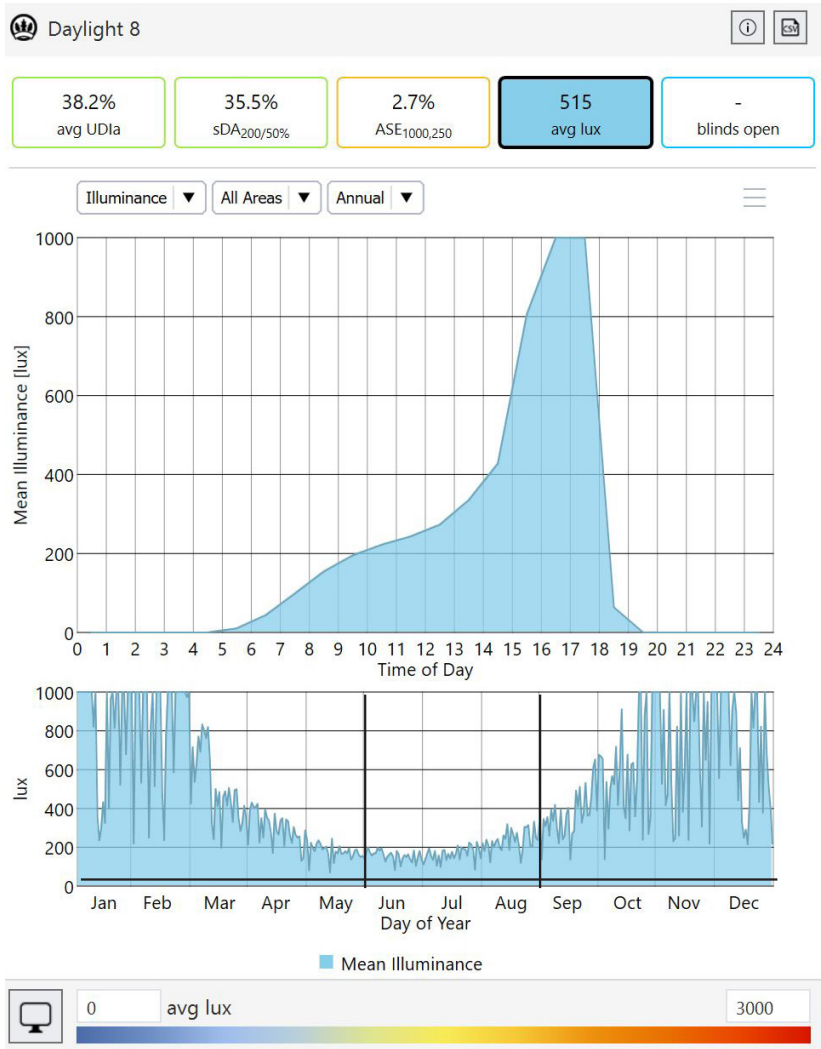 Daylight 8
CSV
38.2% 35.5% 2.7% 515 -
avg UDIa sDA200/50% ASE1000,250 avg lux blinds open
Illuminance ▼ All Areas ▼ Annual ▼
Mean Illuminance [lux]
1000
800
600
400
200
0
0 1 2 3 4 5 6 7 8 9 10 11 12 13 14 15 16 17 18 19 20 21 22 23 24
Time of Day
lux
1000
800
600
400
200
0
Jan Feb Mar Apr May Jun Jul Aug Sep Oct Nov Dec
Day of Year
Mean Illuminance
0 avg lux 3000